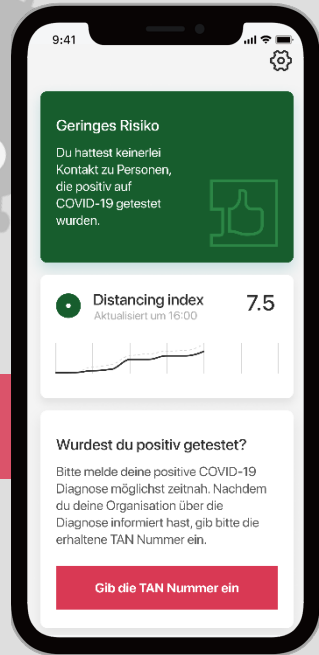 9:41
Geringes Risiko
Du hattest keinerlei
Kontakt zu Personen,
die positiv auf
COVID-19 getestet
wurden.
Distancing index 7.5
Aktualisiert um 16:00
Wurdest du positiv getestet?
Bitte melde deine positive COVID-19
Diagnose möglichst zeitnah. Nachdem
du deine Organisation über die
Diagnose informiert hast, gib bitte die
erhaltene TAN Nummer ein.
Gib die TAN Nummer ein